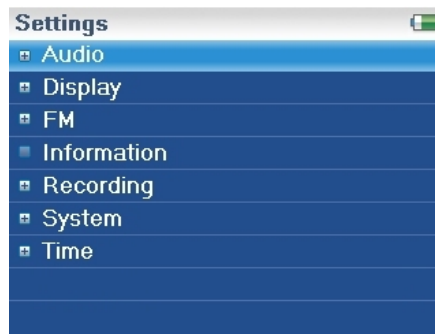 Settings
Audio
Display
FM
Information
Recording
System
Time